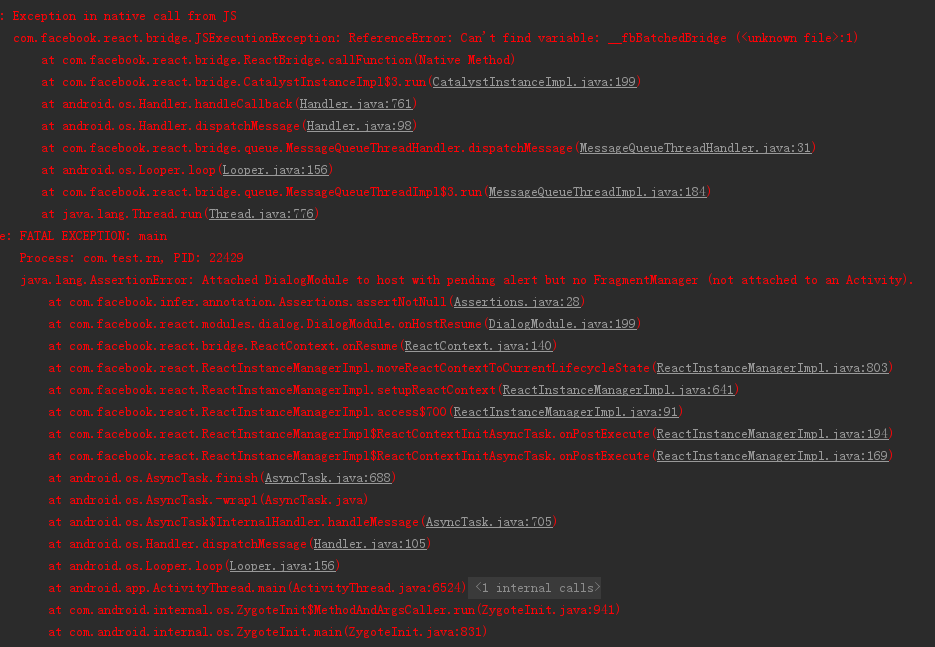 : Exception in native call from JS
com.facebook.react.bridge.JSExecutionException: ReferenceError: Can't find variable: __fbBatchedBridge (<unknown file>:1)
at com.facebook.react.bridge.ReactBridge.callFunction(Native Method)
at com.facebook.react.bridge.CatalystInstanceImpl$3.run(CatalystInstanceImpl.java:199)
at android.os.Handler.handleCallback(Handler.java:761)
at android.os.Handler.dispatchMessage(Handler.java:98)
at com.facebook.react.bridge.queue.MessageQueueThreadHandler.dispatchMessage(MessageQueueThreadHandler.java:31)
at android.os.Looper.loop(Looper.java:156)
at com.facebook.react.bridge.queue.MessageQueueThreadImpl$3.run(MessageQueueThreadImpl.java:184)
at java.lang.Thread.run(Thread.java:776)
e: FATAL EXCEPTION: main
Process: com.test.rn, PID: 22429
java.lang.AssertionError: Attached DialogModule to host with pending alert but no FragmentManager (not attached to an Activity).
at com.facebook.infer.annotation.Assertions.assertNotNull(Assertions.java:28)
at com.facebook.react.modules.dialog.DialogModule.onHostResume(DialogModule.java:199)
at com.facebook.react.bridge.ReactContext.onResume(ReactContext.java:140)
at com.facebook.react.ReactInstanceManagerImpl.moveReactContextToCurrentLifecycleState(ReactInstanceManagerImpl.java:803)
at com.facebook.react.ReactInstanceManagerImpl.setupReactContext(ReactInstanceManagerImpl.java:641)
at com.facebook.react.ReactInstanceManagerImpl.access$700(ReactInstanceManagerImpl.java:91)
at com.facebook.react.ReactInstanceManagerImpl$ReactContextInitAsyncTask.onPostExecute(ReactInstanceManagerImpl.java:194)
at com.facebook.react.ReactInstanceManagerImpl$ReactContextInitAsyncTask.onPostExecute(ReactInstanceManagerImpl.java:169)
at android.os.AsyncTask.finish(AsyncTask.java:688)
at android.os.AsyncTask.-wrap1(AsyncTask.java)
at android.os.AsyncTask$InternalHandler.handleMessage(AsyncTask.java:705)
at android.os.Handler.dispatchMessage(Handler.java:105)
at android.os.Looper.loop(Looper.java:156)
at android.app.ActivityThread.main(ActivityThread.java:6524) <1 internal calls>
at com.android.internal.os.ZygoteInit$MethodAndArgsCaller.run(ZygoteInit.java:941)
at com.android.internal.os.ZygoteInit.main(ZygoteInit.java:831)